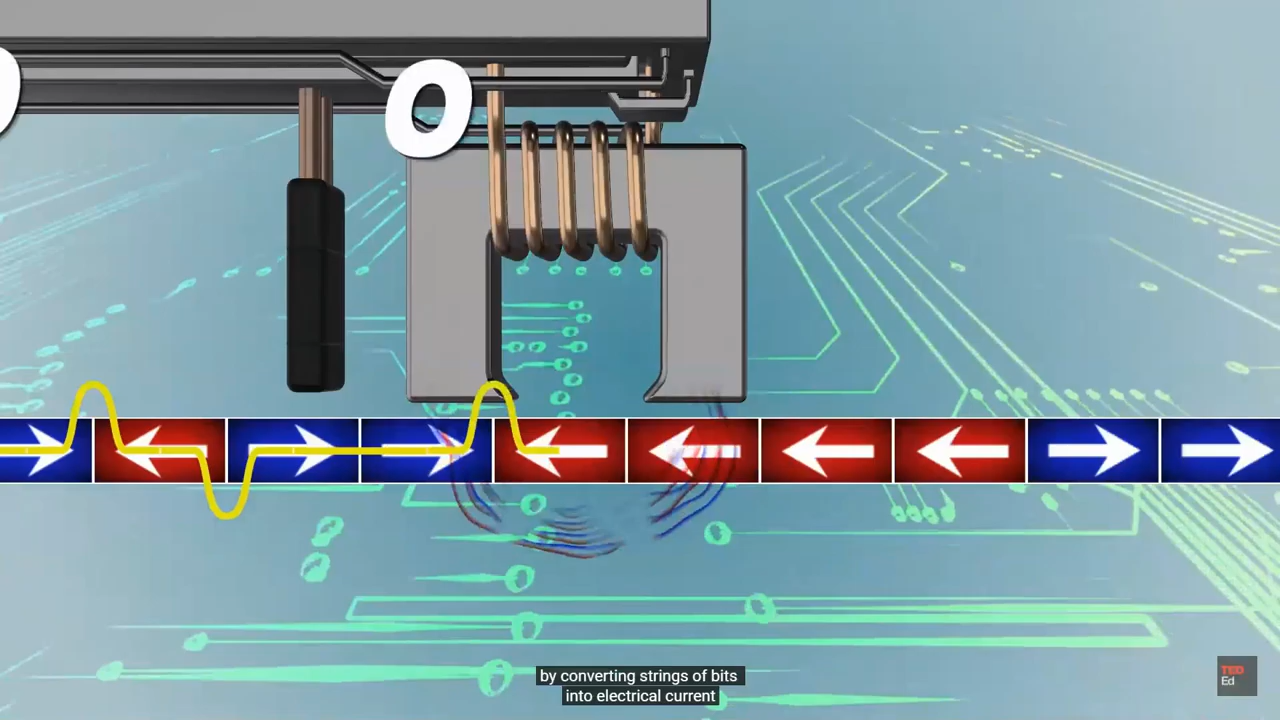 0
by converting strings of bits
into electrical current
TED
Ed